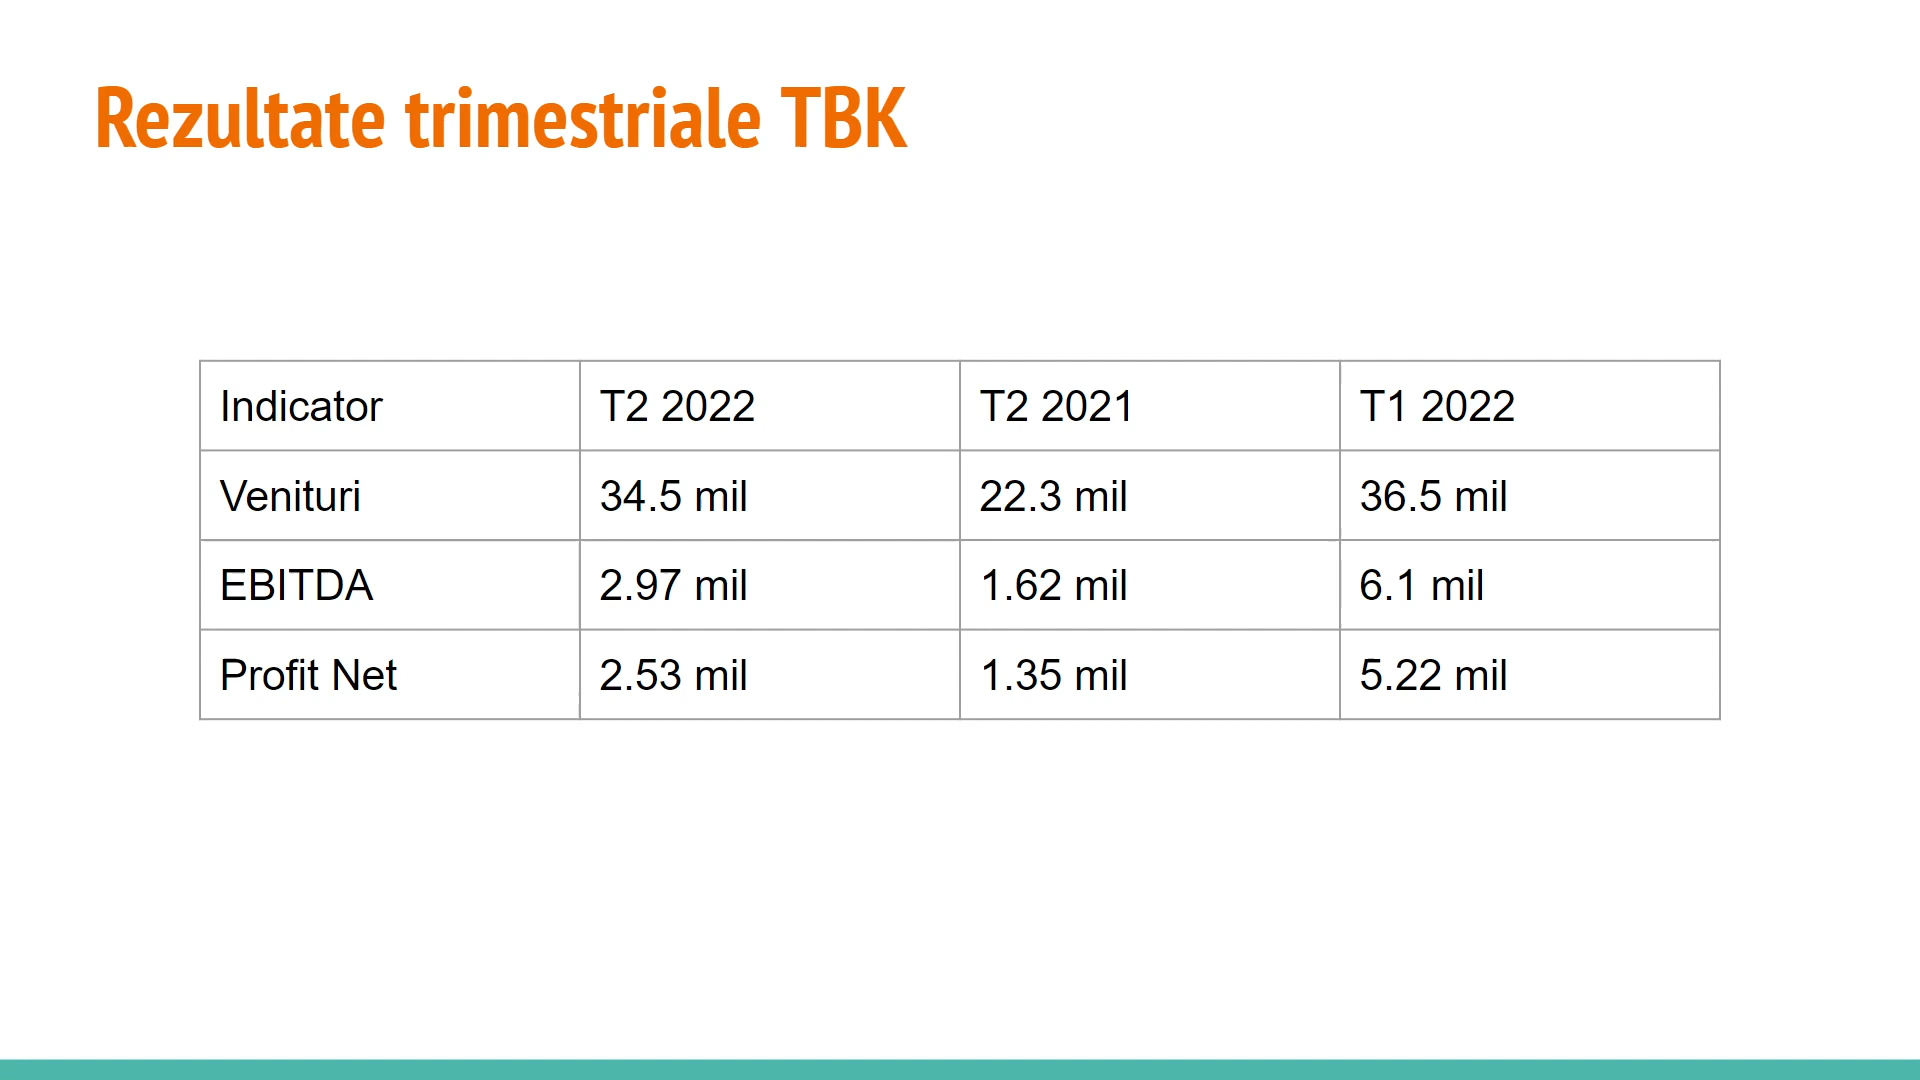 Rezultate trimestriale TBK
Indicator T2 2022 T2 2021 T1 2022
Venituri 34.5 mil 22.3 mil 36.5 mil
EBITDA 2.97 mil 1.62 mil 6.1 mil
Profit Net 2.53 mil 1.35 mil 5.22 mil